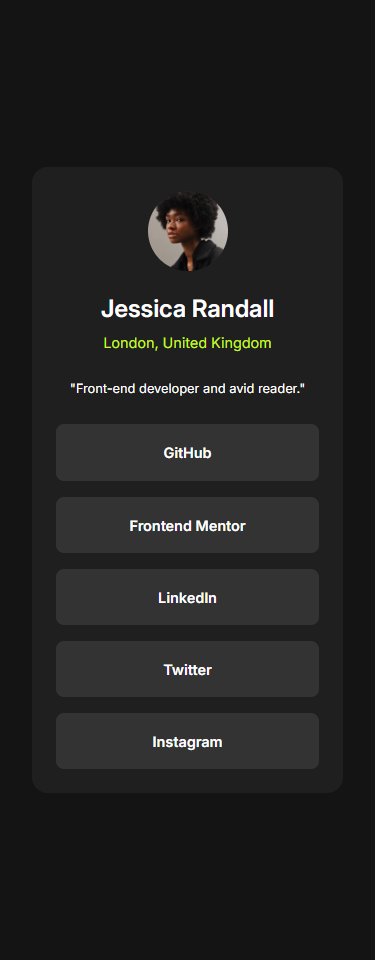 Jessica Randall
London, United Kingdom
"Front-end developer and avid reader."
GitHub
Frontend Mentor
LinkedIn
Twitter
Instagram